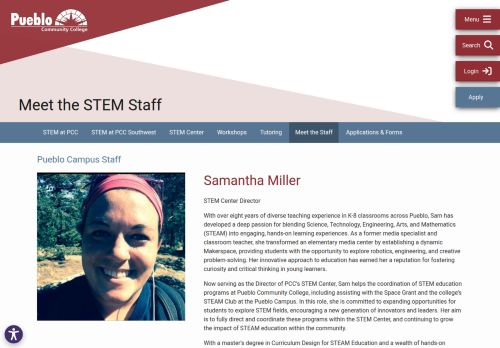 Pueblo
Community College
Menu
Search
Login
Apply
Meet the STEM Staff
STEM at PCC
STEM at PCC Southwest
STEM Center
Workshops
Tutoring
Meet the Staff
Applications & Forms
Pueblo Campus Staff
Samantha Miller
STEM Center Director
With over eight years of diverse teaching experience in K-8 classrooms across Pueblo, Sam has
developed a deep passion for blending Science, Technology, Engineering, Arts, and Mathematics
(STEAM) into engaging, hands-on learning experiences. As a former media specialist and
classroom teacher, she transformed an elementary media center by establishing a dynamic
Makerspace, providing students with the opportunity to explore robotics, engineering, and creative
problem-solving. Her innovative approach to education has earned her a reputation for fostering
curiosity and critical thinking in young learners.
Now serving as the Director of PCC's STEM Center, Sam helps the coordination of STEM education
programs at Pueblo Community College, including assisting with the Space Grant and the college's
STEAM Club at the Pueblo Campus. In this role, she is committed to expanding opportunities for
students to explore STEM fields, encouraging a new generation of innovators and leaders. Her aim
is to fully direct and coordinate these programs within the STEM Center, and continuing to grow
the impact of STEAM education within the community.
With a master's degree in Curriculum Design for STEAM Education and a wealth of hands-on